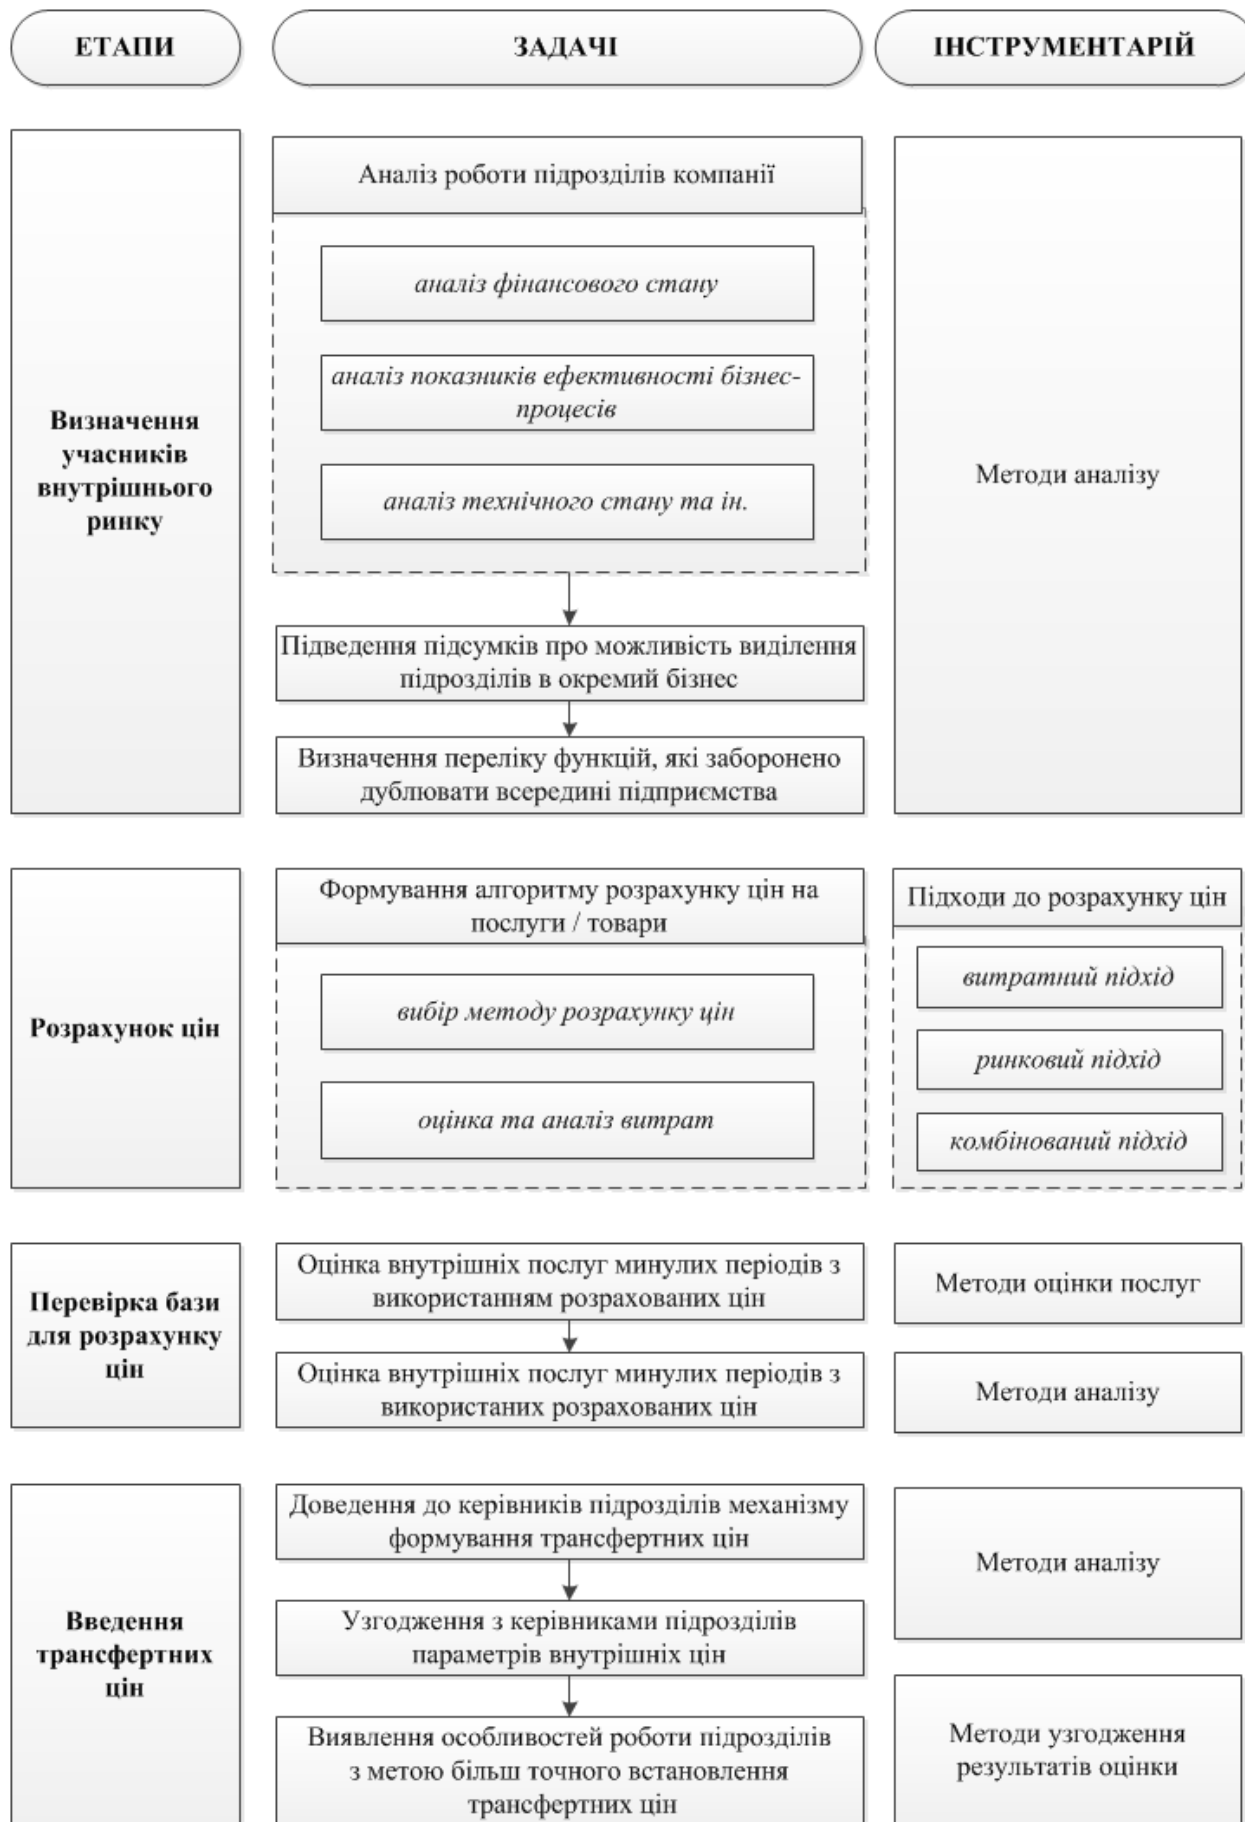 ЕТАПИ
ЗАДАЧІ
ІНСТРУМЕНТАРІЙ
Визначення
учасників
внутрішнього
ринку
Аналіз роботи підрозділів компанії
аналіз фінансового стану
аналіз показників ефективності бізнес-
процесів
аналіз технічного стану та ін.
Підведення підсумків про можливість виділення
підрозділів в окремий бізнес
Визначення переліку функцій, які заборонено
дублювати всередині підприємства
Методи аналізу
Розрахунок цін
Формування алгоритму розрахунку цін на
послуги / товари
вибір методу розрахунку цін
оцінка та аналіз витрат
Підходи до розрахунку цін
витратний підхід
ринковий підхід
комбінований підхід
Перевірка бази
для розрахунку
цін
Оцінка внутрішніх послуг минулих періодів з
використанням розрахованих цін
Оцінка внутрішніх послуг минулих періодів з
використаних розрахованих цін
Методи оцінки послуг
Методи аналізу
Введення
трансфертних
цін
Доведення до керівників підрозділів механізму
формування трансфертних цін
Узгодження з керівниками підрозділів
параметрів внутрішніх цін
Виявлення особливостей роботи підрозділів
з метою більш точного встановлення
трансфертних цін
Методи аналізу
Методи узгодження
результатів оцінки